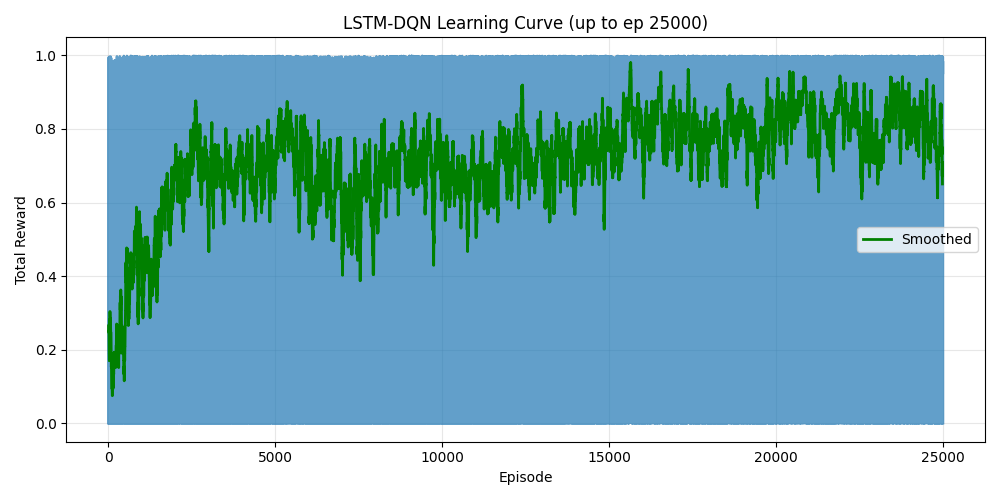 LSTM-DQN Learning Curve (up to ep 25000)
Total Reward
1.0
0.8
0.6
0.4
0.2
0.0
Smoothed
0 5000 10000 15000 20000 25000
Episode